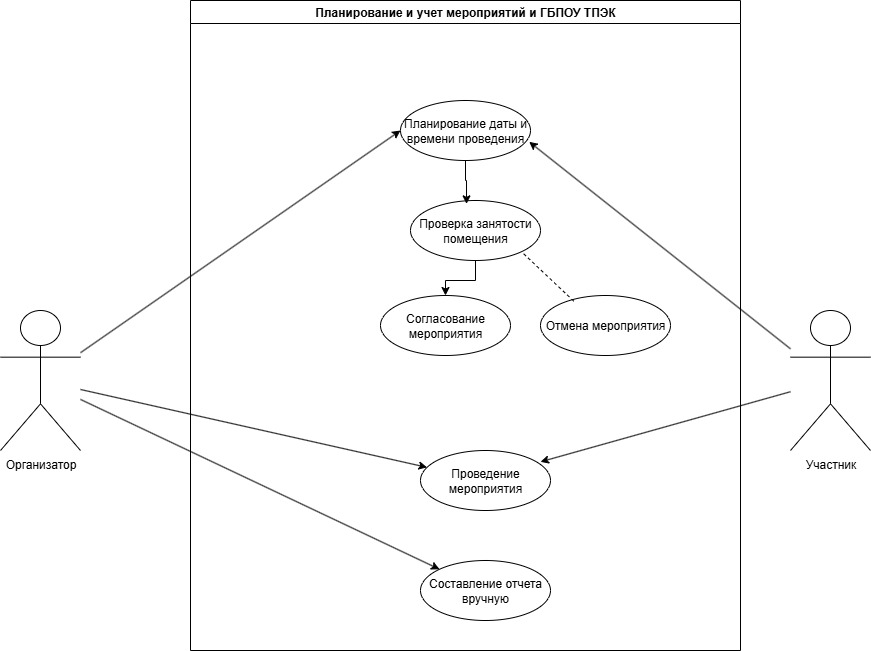 Планирование и учет мероприятий и ГБПОУ ТПЭК
Планирование даты и
времени проведения
Проверка занятости
помещения
Согласование
мероприятия
Отмена мероприятия
Организатор
Участник
Проведение
мероприятия
Составление отчета
вручную